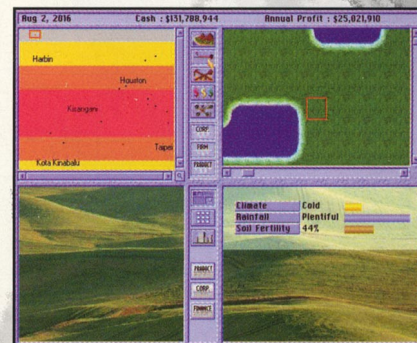 Aug 2, 2016 Cash : $131,788,944 Annual Profit : $25,021,910
Harbin
Houston
Kisangani
Taipei
Kota Kinabalu
CORP.
FIRM
PRODUCT
PRODUCT
CORP.
FINANCE
Climate Cold
Rainfall Plentiful
Soil Fertility 44%